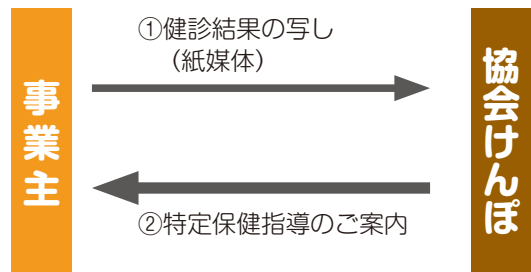 事業主
①健診結果の写し
（紙媒体）
②特定保健指導のご案内
協会けんぽ